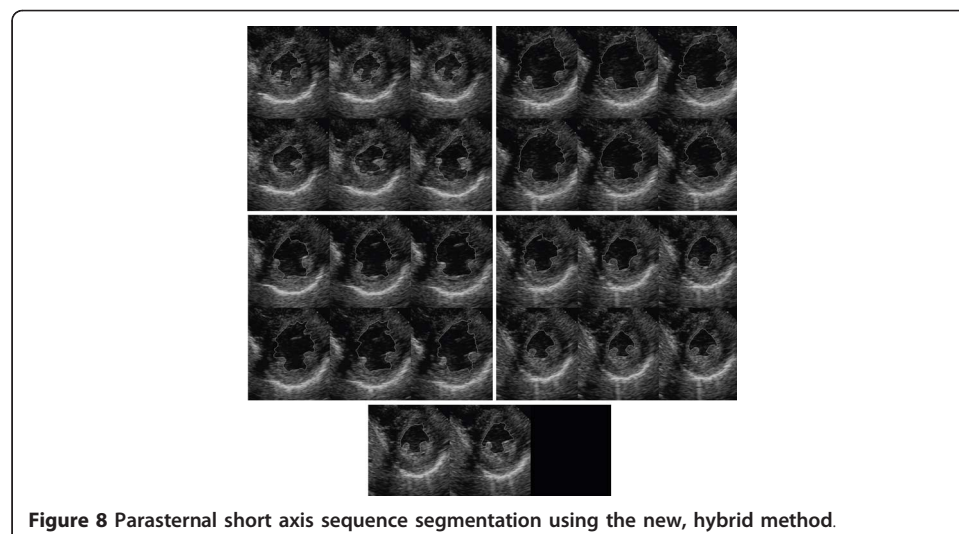 Figure 8 Parasternal short axis sequence segmentation using the new, hybrid method.